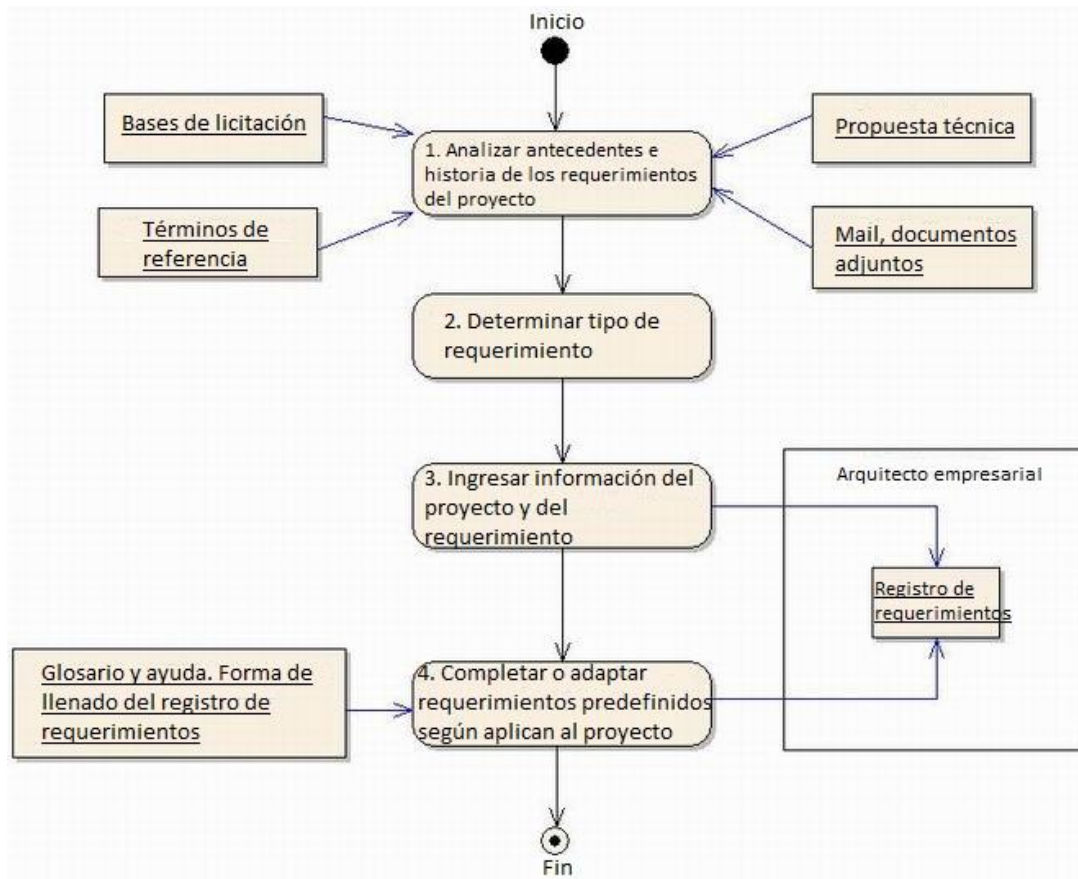 Inicio
Bases de licitación
Propuesta técnica
1. Analizar antecedentes e
historia de los requerimientos
del proyecto
Términos de
referencia
Mail, documentos
adjuntos
2. Determinar tipo de
requerimiento
3. Ingresar información del
proyecto y del
requerimiento
Arquitecto empresarial
Registro de
requerimientos
Glosario y ayuda. Forma de
llenado del registro de
requerimientos
4. Completar o adaptar
requerimientos predefinidos
según aplican al proyecto
Fin